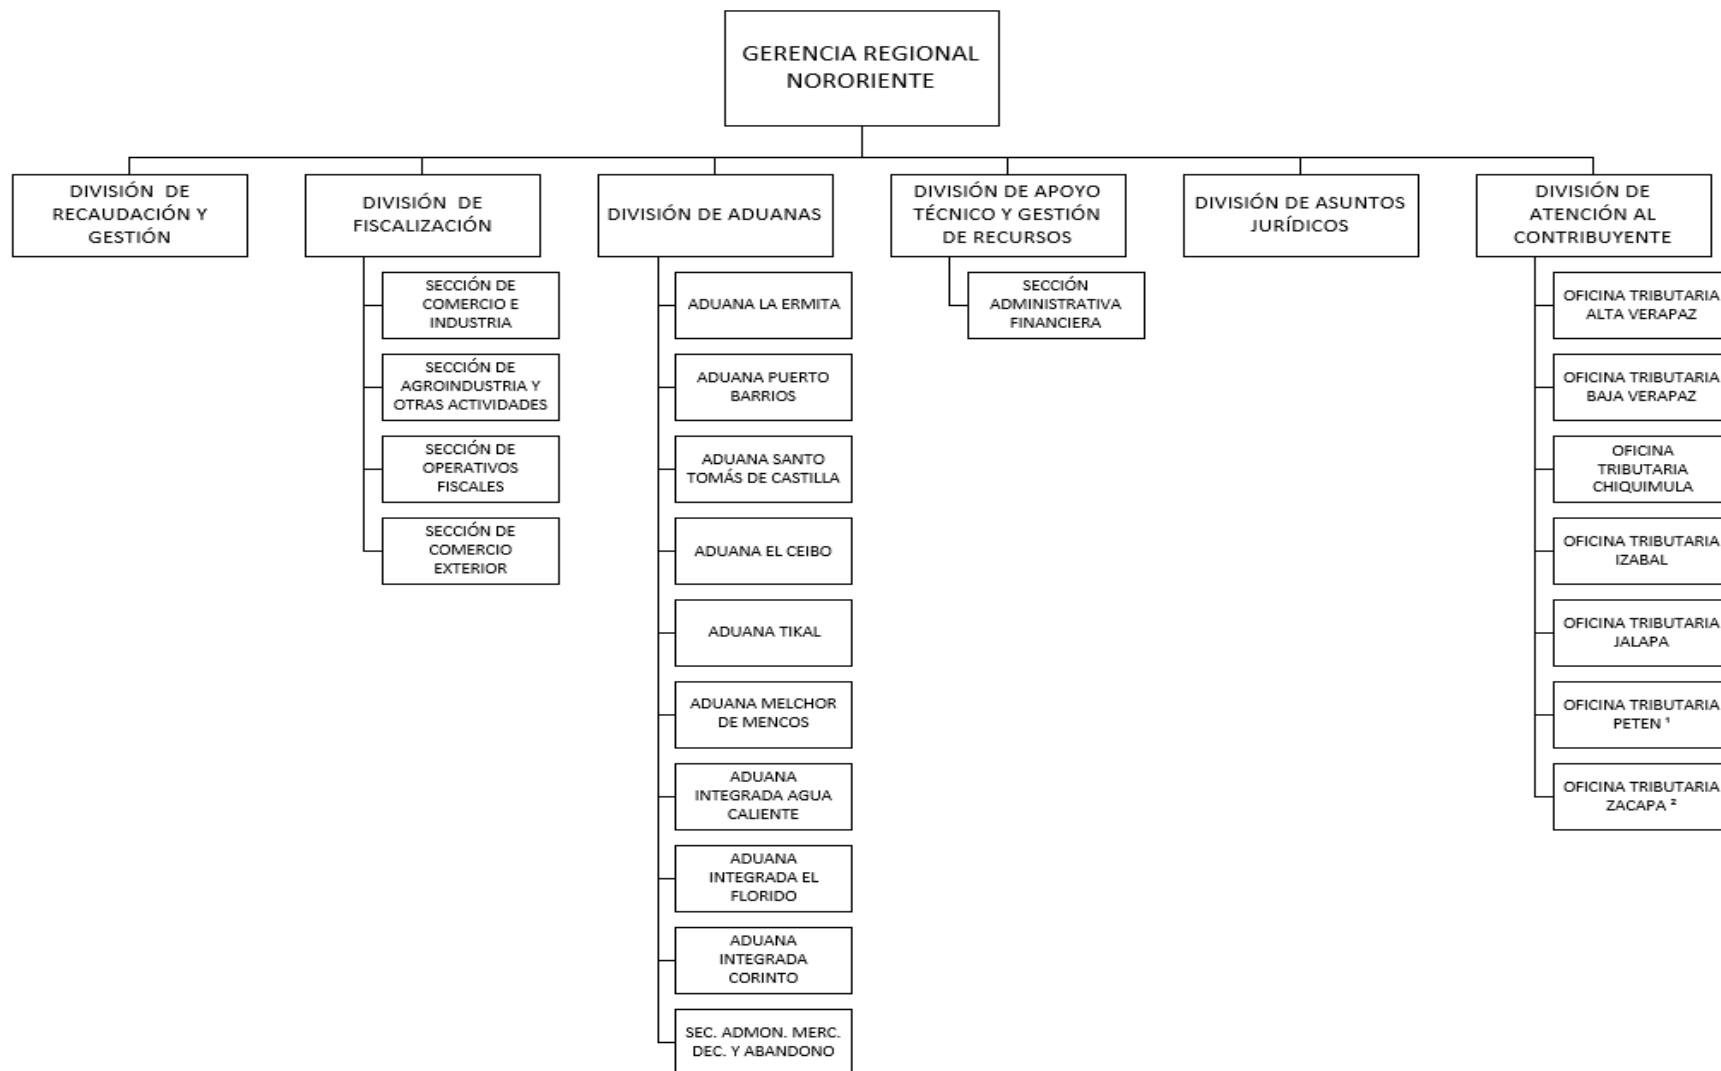 GERENCIA REGIONAL
NORORIENTE
DIVISIÓN DE
RECAUDACIÓN Y
GESTIÓN
DIVISIÓN DE
FISCALIZACIÓN
SECCIÓN DE
COMERCIO E
INDUSTRIA
SECCIÓN DE
AGROINDUSTRIA Y
OTRAS ACTIVIDADES
SECCIÓN DE
OPERATIVOS
FISCALES
SECCIÓN DE
COMERCIO
EXTERIOR
DIVISIÓN DE ADUANAS
ADUANA LA ERMITA
ADUANA PUERTO
BARRIOS
ADUANA SANTO
TOMÁS DE CASTILLA
ADUANA EL CEIBO
ADUANA TIKAL
ADUANA MELCHOR
DE MENCOS
ADUANA
INTEGRADA AGUA
CALIENTE
ADUANA
INTEGRADA EL
FLORIDO
ADUANA
INTEGRADA
CORINTO
SEC. ADMON. MERC.
DEC. Y ABANDONO
DIVISIÓN DE APOYO
TÉCNICO Y GESTIÓN
DE RECURSOS
SECCIÓN
ADMINISTRATIVA
FINANCIERA
DIVISIÓN DE ASUNTOS
JURÍDICOS
DIVISIÓN DE
ATENCIÓN AL
CONTRIBUYENTE
OFICINA TRIBUTARIA
ALTA VERAPAZ
OFICINA TRIBUTARIA
BAJA VERAPAZ
OFICINA
TRIBUTARIA
CHIQUIMULA
OFICINA TRIBUTARIA
IZABAL
OFICINA TRIBUTARIA
JALAPA
OFICINA TRIBUTARIA
PETEN ¹
OFICINA TRIBUTARIA
ZACAPA ²